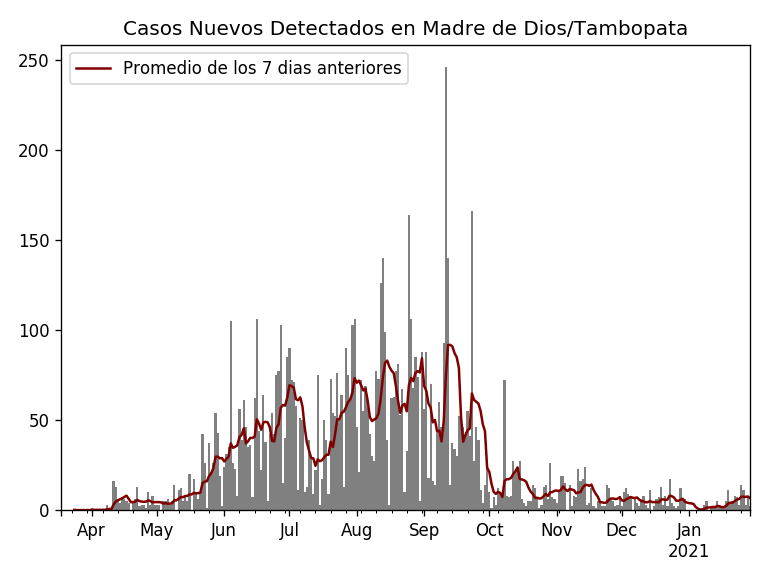 Casos Nuevos Detectados en Madre de Dios/Tambopata
Promedio de los 7 dias anteriores
250
200
150
100
50
0
Apr May Jun Jul Aug Sep Oct Nov Dec Jan
2021